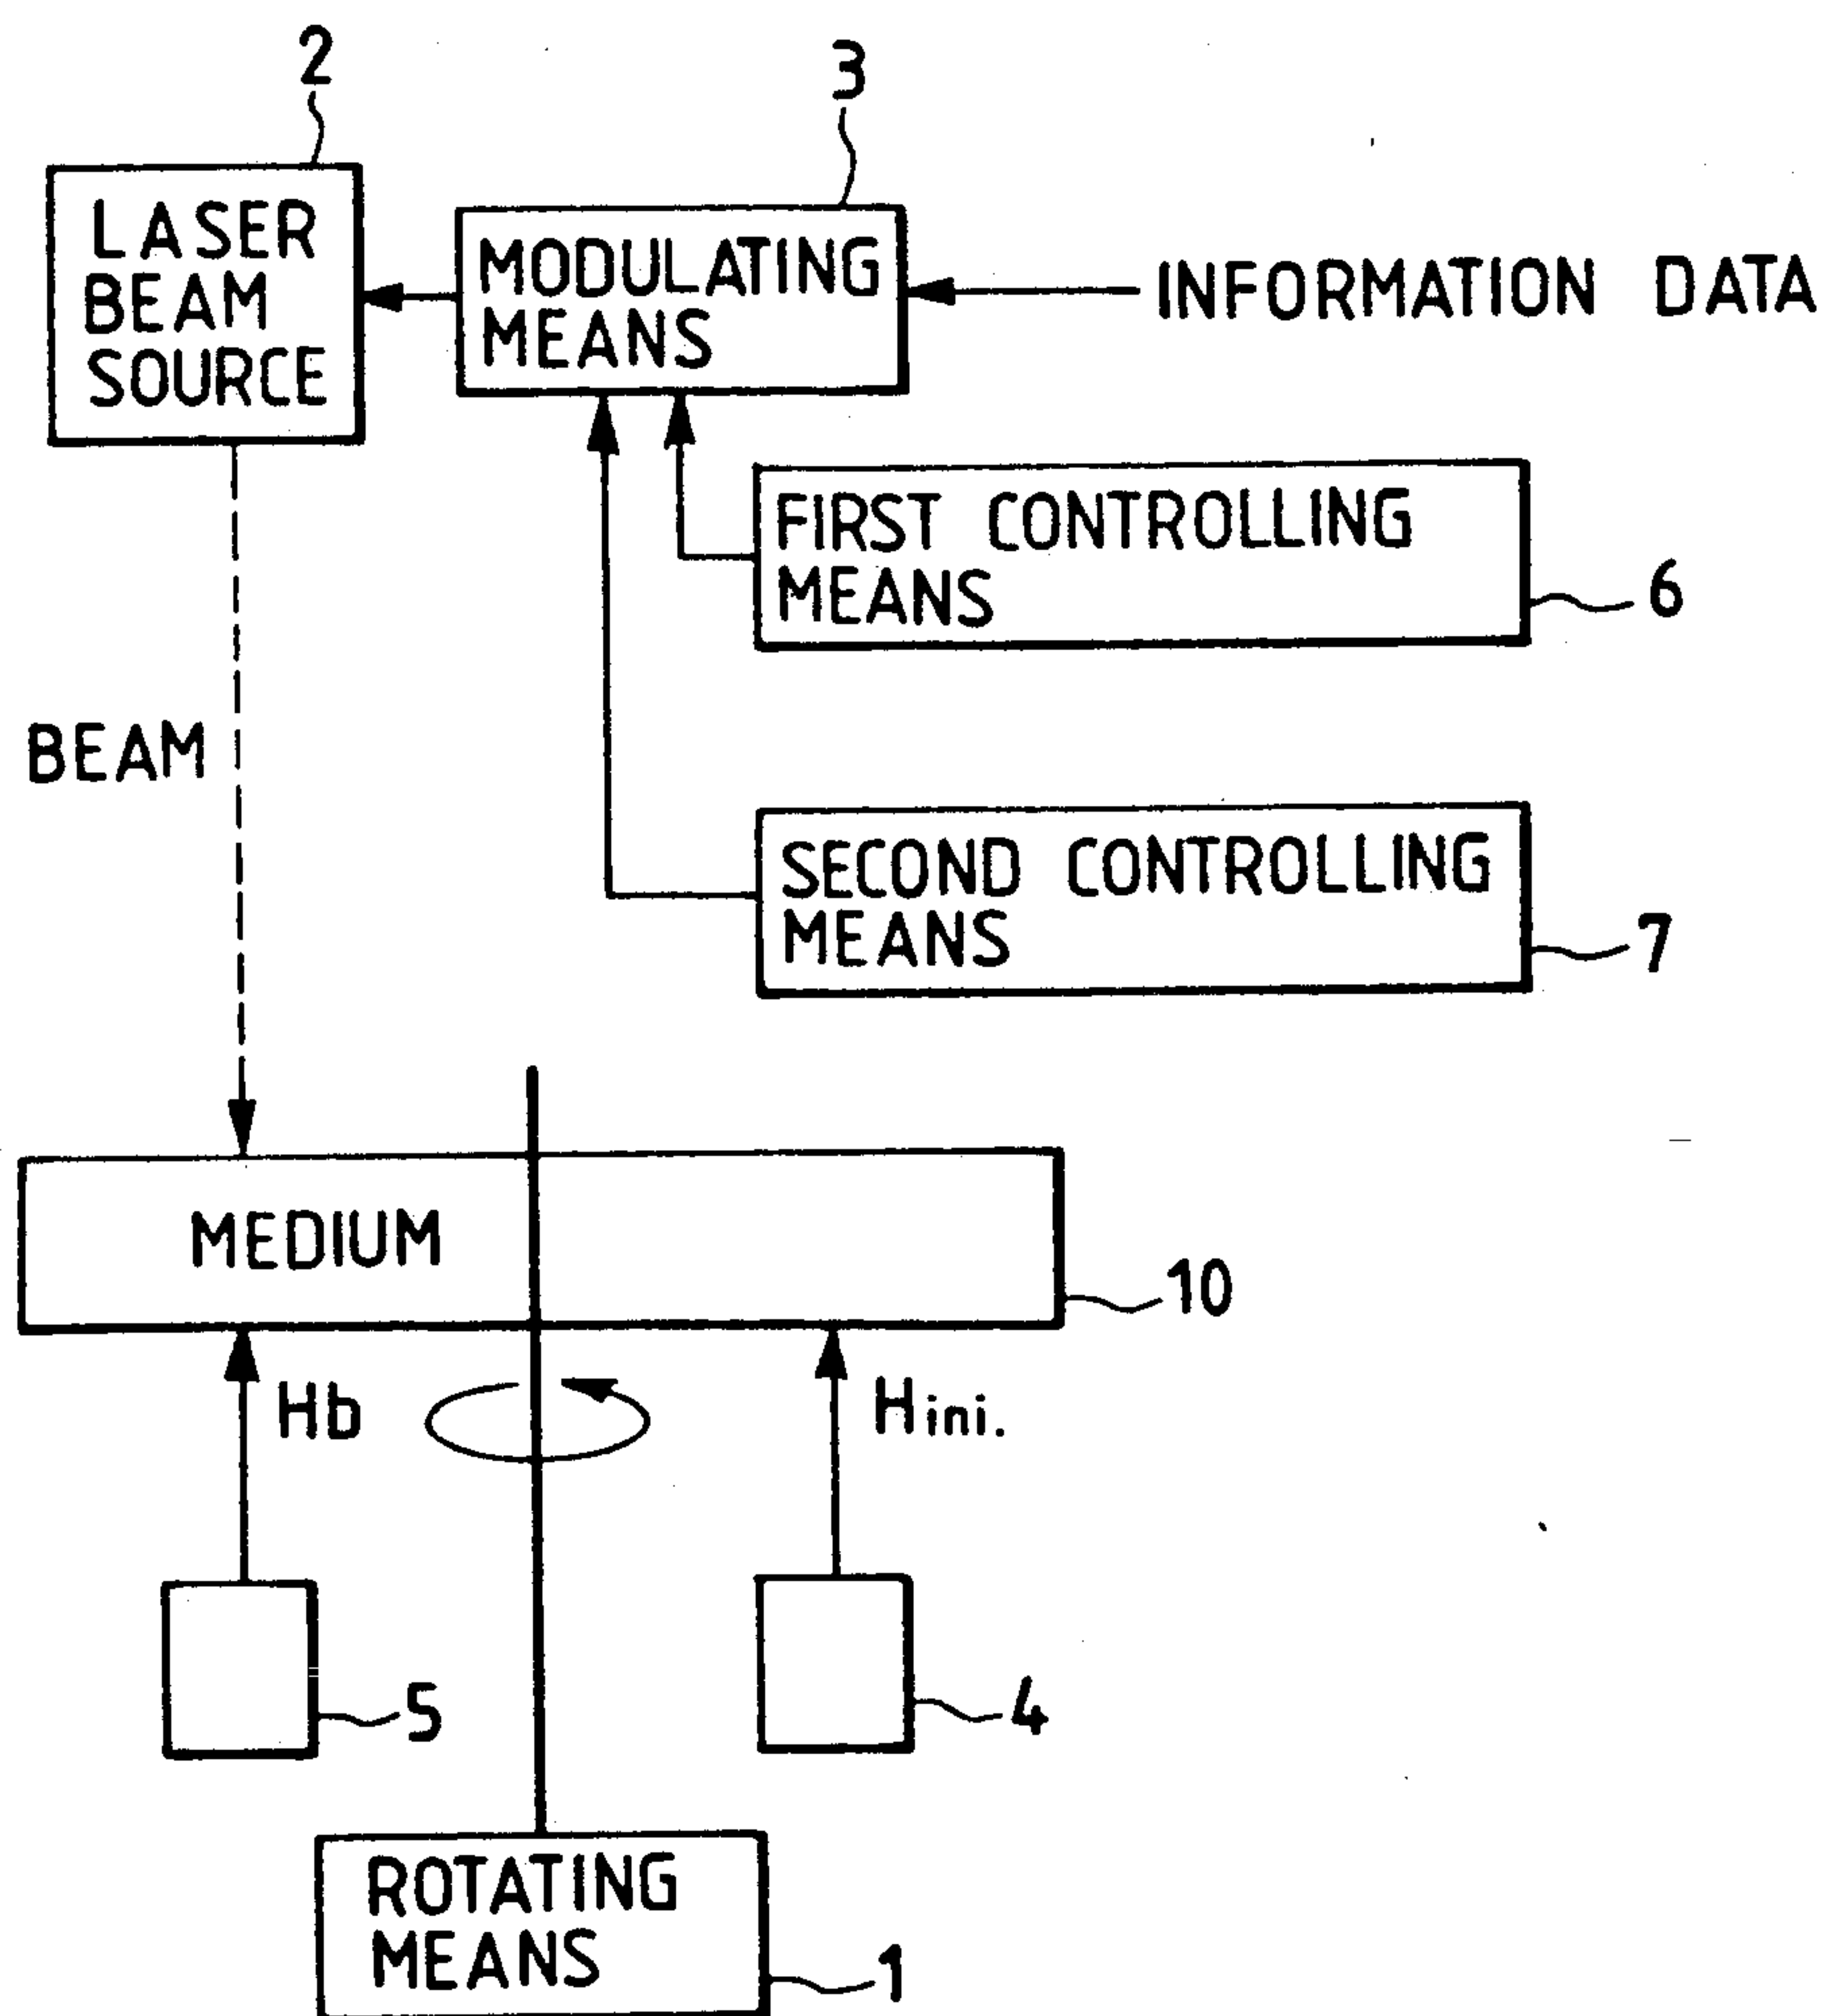 2
3
LASER
BEAM
SOURCE
MODULATING
MEANS
INFORMATION DATA
FIRST CONTROLLING
MEANS
6
BEAM
SECOND CONTROLLING
MEANS
7
MEDIUM
10
Hb
Hini.
5
4
ROTATING
MEANS
1